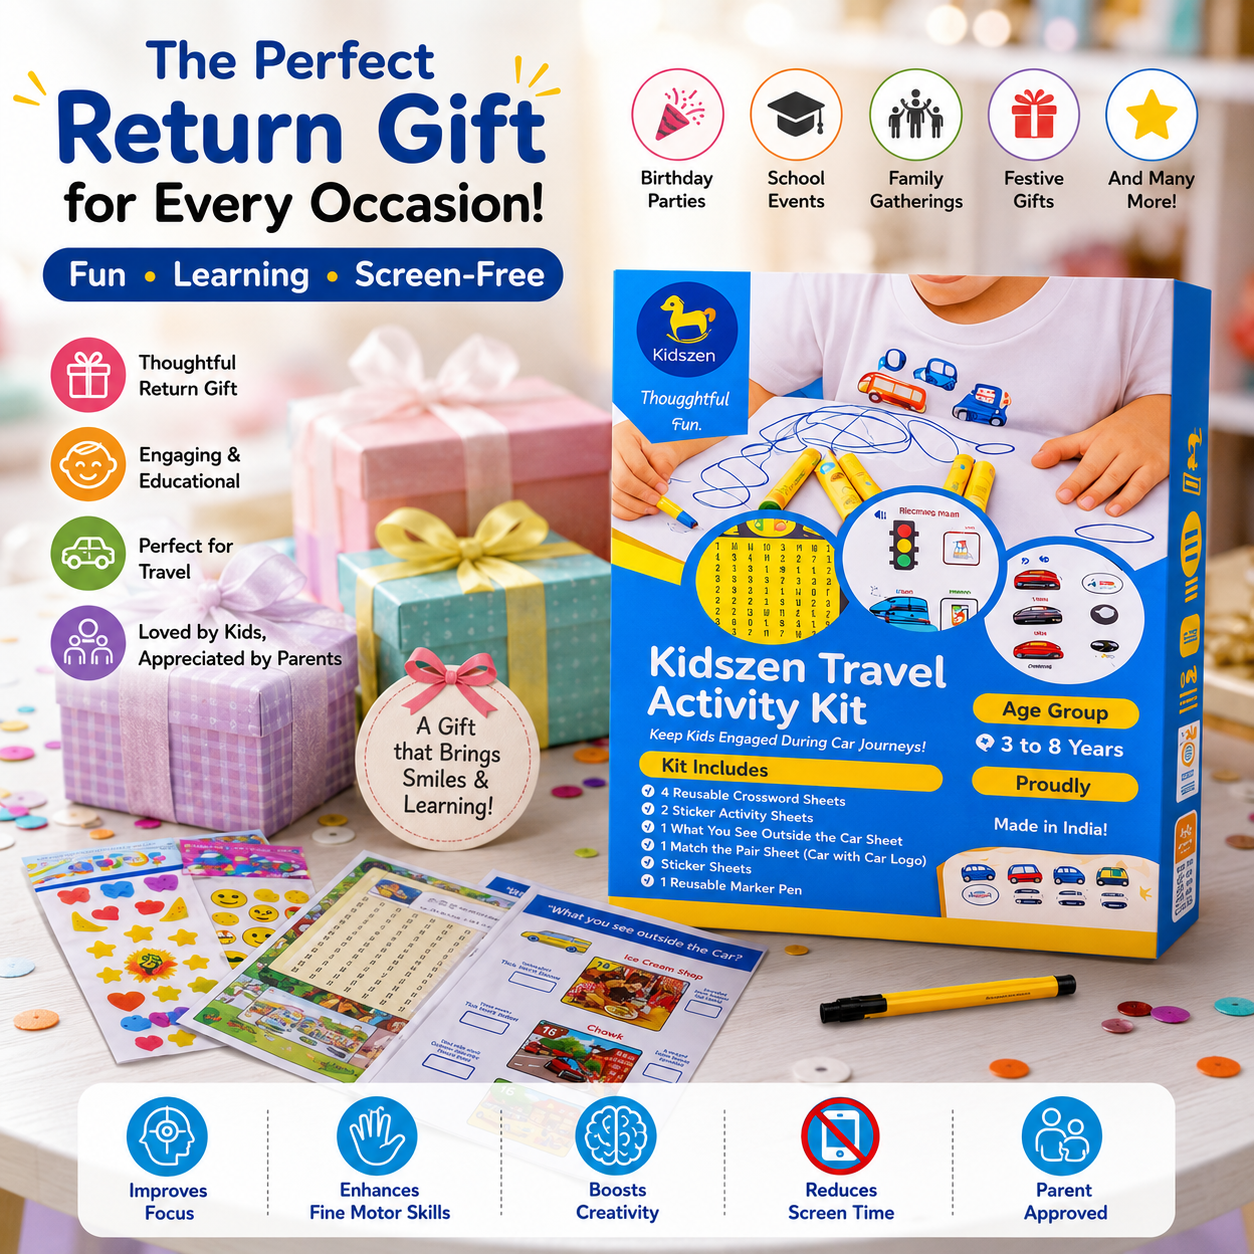 The Perfect
Return Gift
for Every Occasion!
Fun • Learning • Screen-Free
Birthday
Parties
School
Events
Family
Gatherings
Festive
Gifts
And Many
More!
Thoughtful
Return Gift
Engaging &
Educational
Perfect for
Travel
Loved by Kids,
Appreciated by Parents
A Gift
that Brings
Smiles &
Learning!
Kidszen
Thougghtful
Fun.
Kidszen Travel
Activity Kit
Keep Kids Engaged During Car Journeys!
Kit Includes
4 Reusable Crossword Sheets
2 Sticker Activity Sheets
1 What You See Outside the Car Sheet
1 Match the Pair Sheet (Car with Car Logo)
Sticker Sheets
1 Reusable Marker Pen
Age Group
3 to 8 Years
Proudly
Made in India!
"What you see outside the Car?
Ice Cream Shop
Chowk
16
Improves
Focus
Enhances
Fine Motor Skills
Boosts
Creativity
Reduces
Screen Time
Parent
Approved